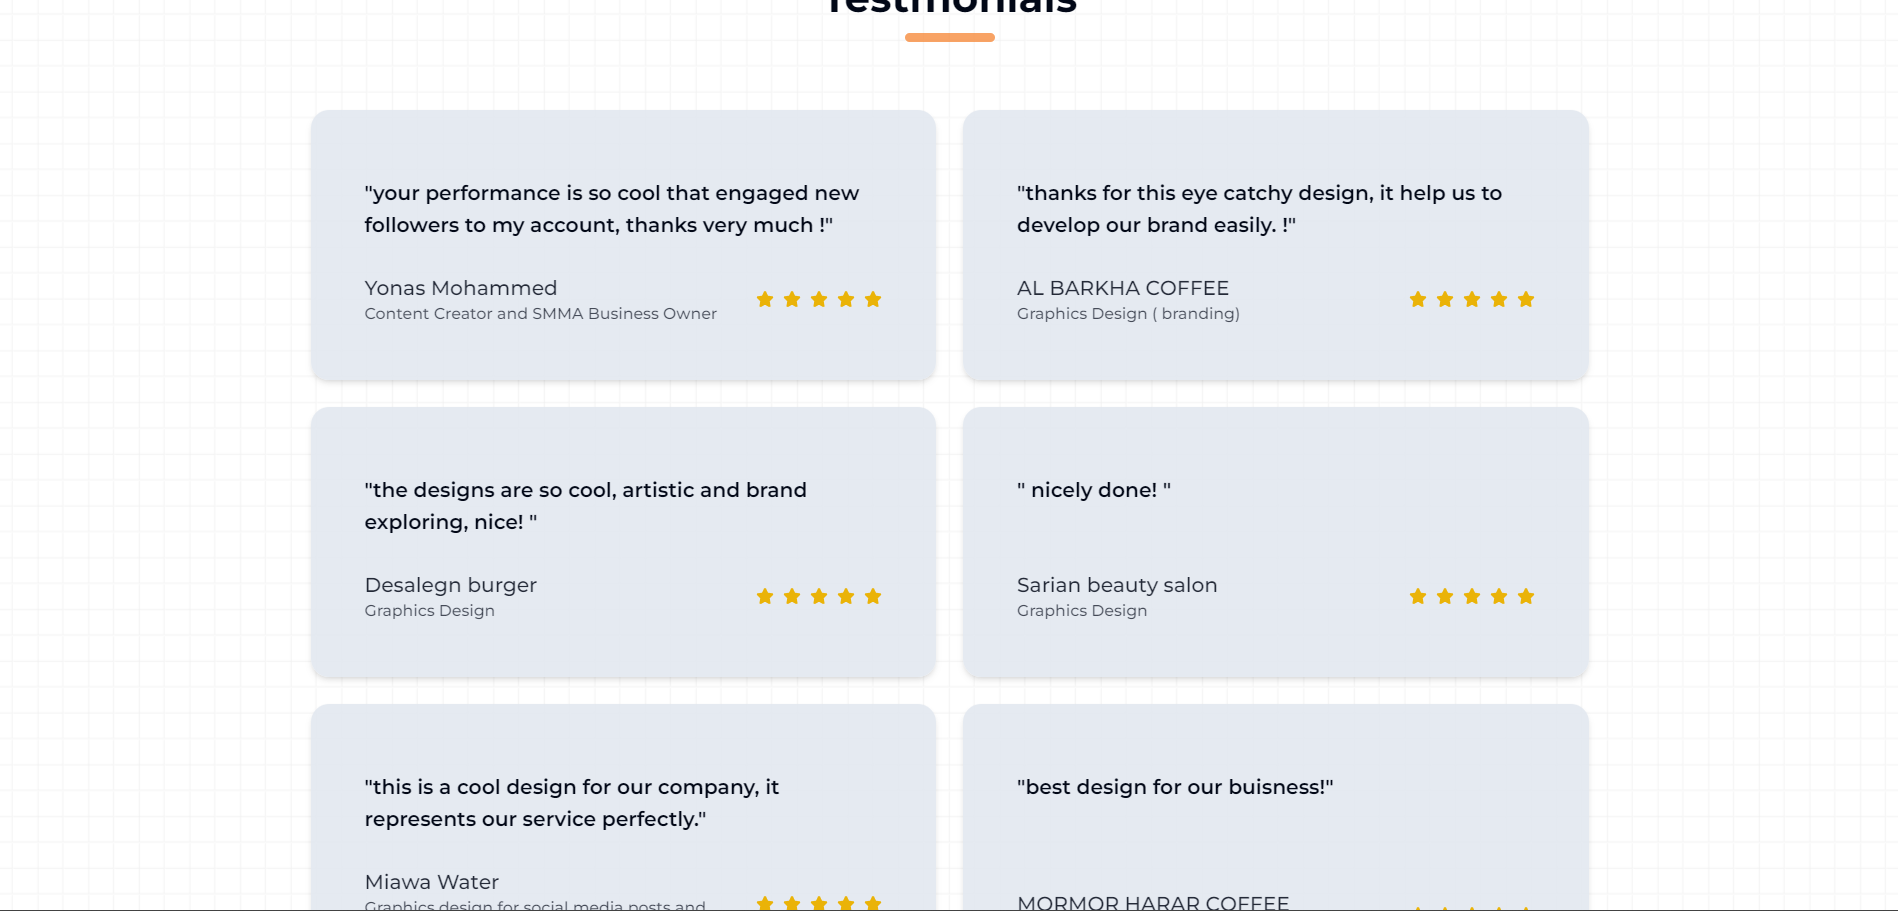 Testmonials
"your performance is so cool that engaged new
followers to my account, thanks very much !"
Yonas Mohammed
Content Creator and SMMA Business Owner
"thanks for this eye catchy design, it help us to
develop our brand easily. !"
AL BARKHA COFFEE
Graphics Design ( branding)
"the designs are so cool, artistic and brand
exploring, nice! "
Desalegn burger
Graphics Design
" nicely done! "
Sarian beauty salon
Graphics Design
"this is a cool design for our company, it
represents our service perfectly."
Miawa Water
Graphics design for social media posts and
"best design for our buisness!"
MORMOR HARAR COFFEE